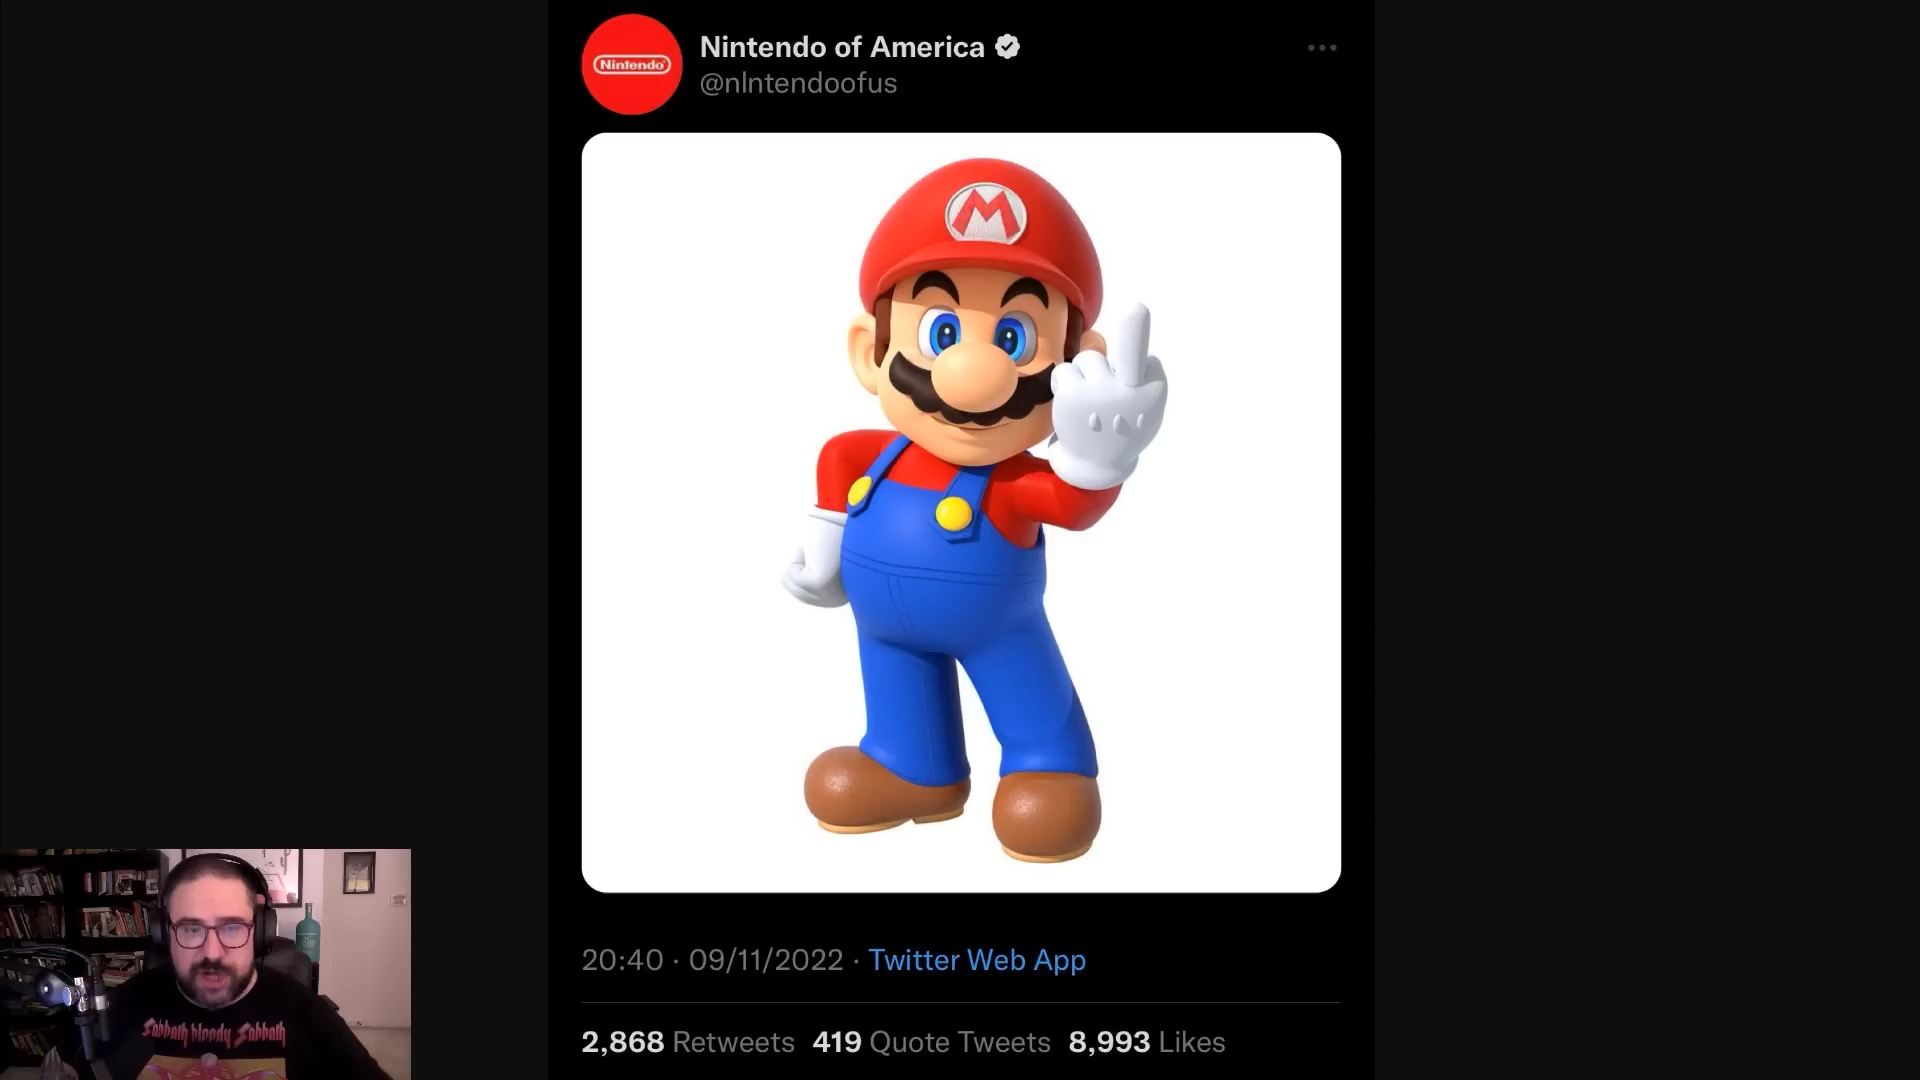 Nintendo
Nintendo of America
@nIntendoofus
M
20:40 · 09/11/2022 · Twitter Web App
2,868 Retweets 419 Quote Tweets 8,993 Likes
Sabbath bloody Sabbath